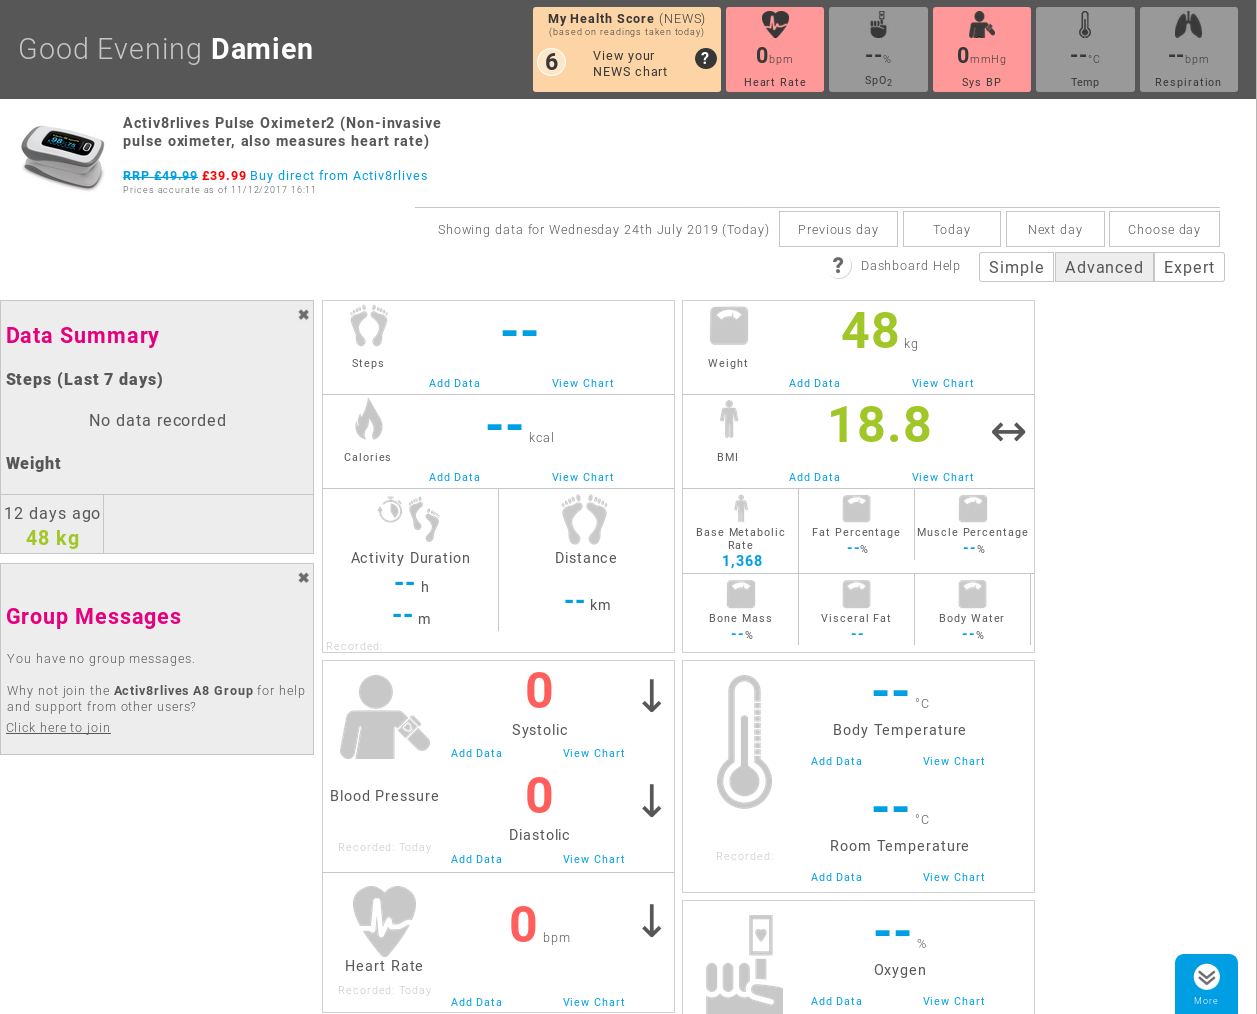 Good Evening Damien
My Health Score (NEWS)
(based on readings taken today)
6
View your
NEWS chart
?
0bpm
Heart Rate
--%
SpO2
0mmHg
Sys BP
--°C
Temp
--bpm
Respiration
Activ8rlives Pulse Oximeter2 (Non-invasive
pulse oximeter, also measures heart rate)
RRP £49.99 £39.99 Buy direct from Activ8rlives
Prices accurate as of 11/12/2017 16:11
Showing data for Wednesday 24th July 2019 (Today)
Previous day
Today
Next day
Choose day
? Dashboard Help
Simple
Advanced
Expert
Data Summary
Steps (Last 7 days)
No data recorded
Weight
12 days ago
48 kg
Group Messages
You have no group messages.
Why not join the Activ8rlives A8 Group for help
and support from other users?
Click here to join
--
Steps
Add Data View Chart
-- kcal
Calories
Add Data View Chart
Activity Duration
-- h
-- m
Distance
-- km
Recorded:
48 kg
Weight
Add Data View Chart
18.8
BMI
Add Data View Chart
Base Metabolic
Rate
1,368
Fat Percentage
--%
Muscle Percentage
--%
Bone Mass
--%
Visceral Fat
--
Body Water
--%
0
Systolic
Add Data View Chart
Blood Pressure
0
Diastolic
Recorded: Today
Add Data View Chart
0 bpm
Heart Rate
Recorded: Today
Add Data View Chart
-- °C
Body Temperature
Add Data View Chart
-- °C
Room Temperature
Recorded:
Add Data View Chart
-- %
Oxygen
Add Data View Chart
More